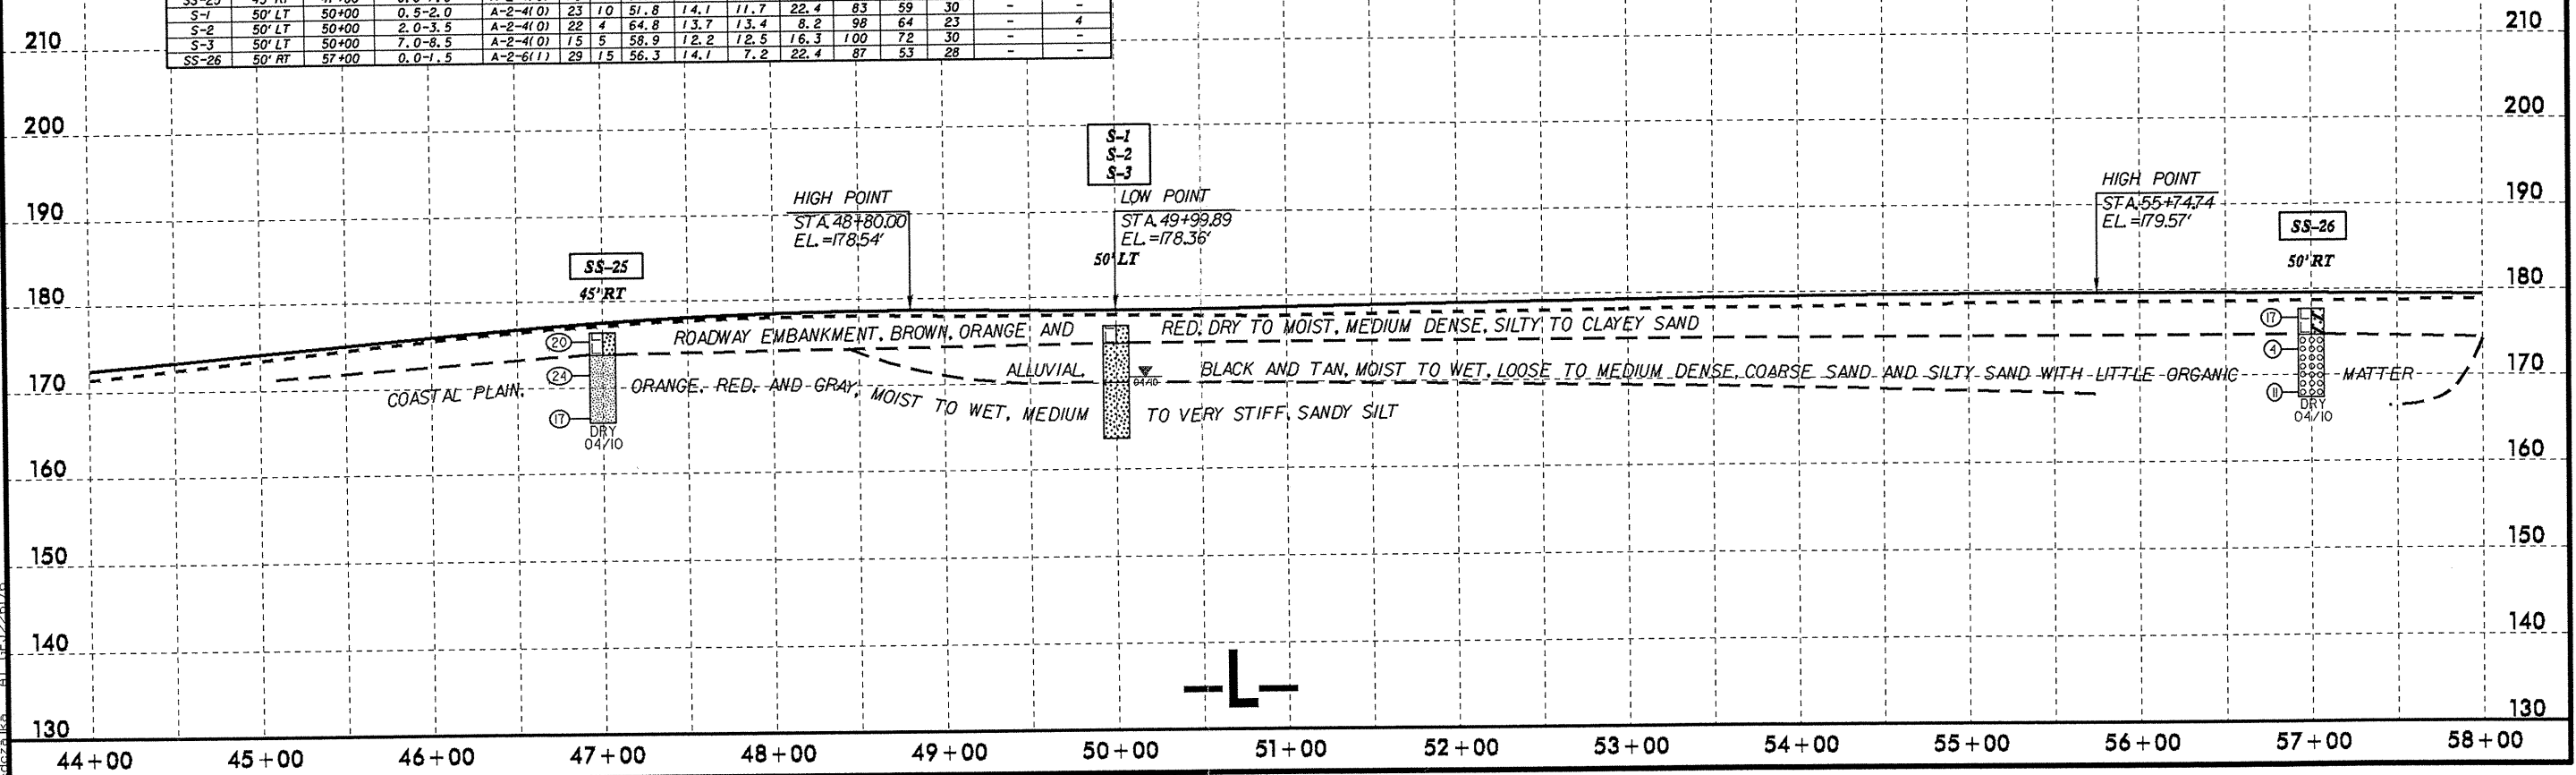 S-1 50' LT 50+00 0.5-2.0 A-2-4(0) 23 10 51.8 14.1 11.7 22.4 83 59 30 - -
S-2 50' LT 50+00 2.0-3.5 A-2-4(0) 22 4 64.8 13.7 13.4 8.2 98 64 23 - 4
S-3 50' LT 50+00 7.0-8.5 A-2-4(0) 15 5 58.9 12.2 12.5 16.3 100 72 30 - -
SS-26 50' RT 57+00 0.0-1.5 A-2-6(1) 29 15 56.3 14.1 7.2 22.4 87 53 28 - -
210 210
200 200
S-1
S-2
S-3
190 190
HIGH POINT
STA. 48+80.00
EL.=178.54'
LOW POINT
STA. 49+99.89
EL.=178.36'
50' LT
HIGH POINT
STA. 55+74.74
EL.=179.57'
SS-26
50' RT
SS-25
45' RT
180 180
ROADWAY EMBANKMENT, BROWN, ORANGE AND RED, DRY TO MOIST, MEDIUM DENSE, SILTY TO CLAYEY SAND
20
24
17
DRY
04/10
17
4
11
DRY
04/10
170 170
ALLUVIAL, BLACK AND TAN, MOIST TO WET, LOOSE TO MEDIUM DENSE, COARSE SAND AND SILTY SAND WITH LITTLE ORGANIC MATTER
04/10
COASTAL PLAIN, ORANGE, RED, AND GRAY, MOIST TO WET, MEDIUM TO VERY STIFF, SANDY SILT
160 160
150 150
140 140
-L-
130 130
44+00 45+00 46+00 47+00 48+00 49+00 50+00 51+00 52+00 53+00 54+00 55+00 56+00 57+00 58+00